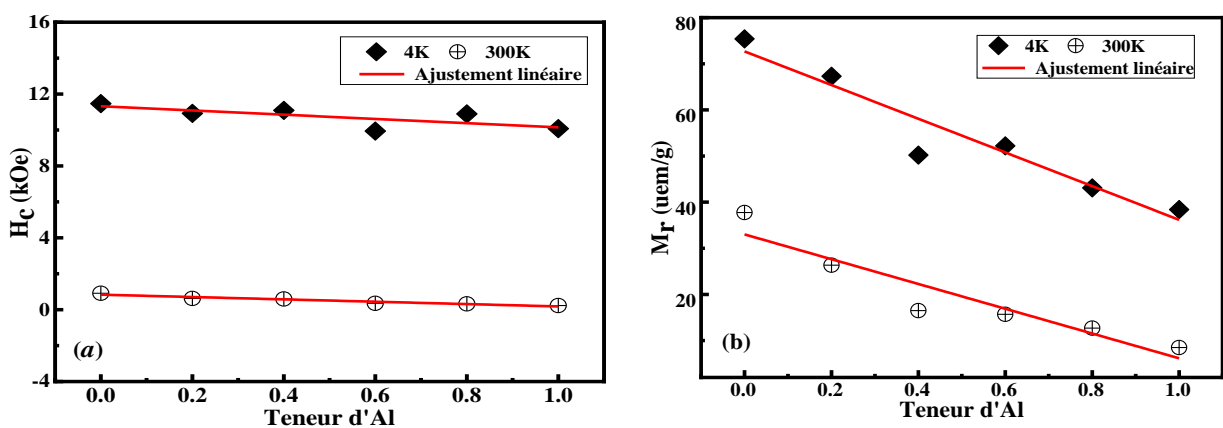 16
12
8
4
0
-4
H_C (kOe)
4K 300K
Ajustement linéaire
(a)
0.0 0.2 0.4 0.6 0.8 1.0
Teneur d'Al
80
60
40
20
M_r (uem/g)
4K 300K
Ajustement linéaire
(b)
0.0 0.2 0.4 0.6 0.8 1.0
Teneur d'Al